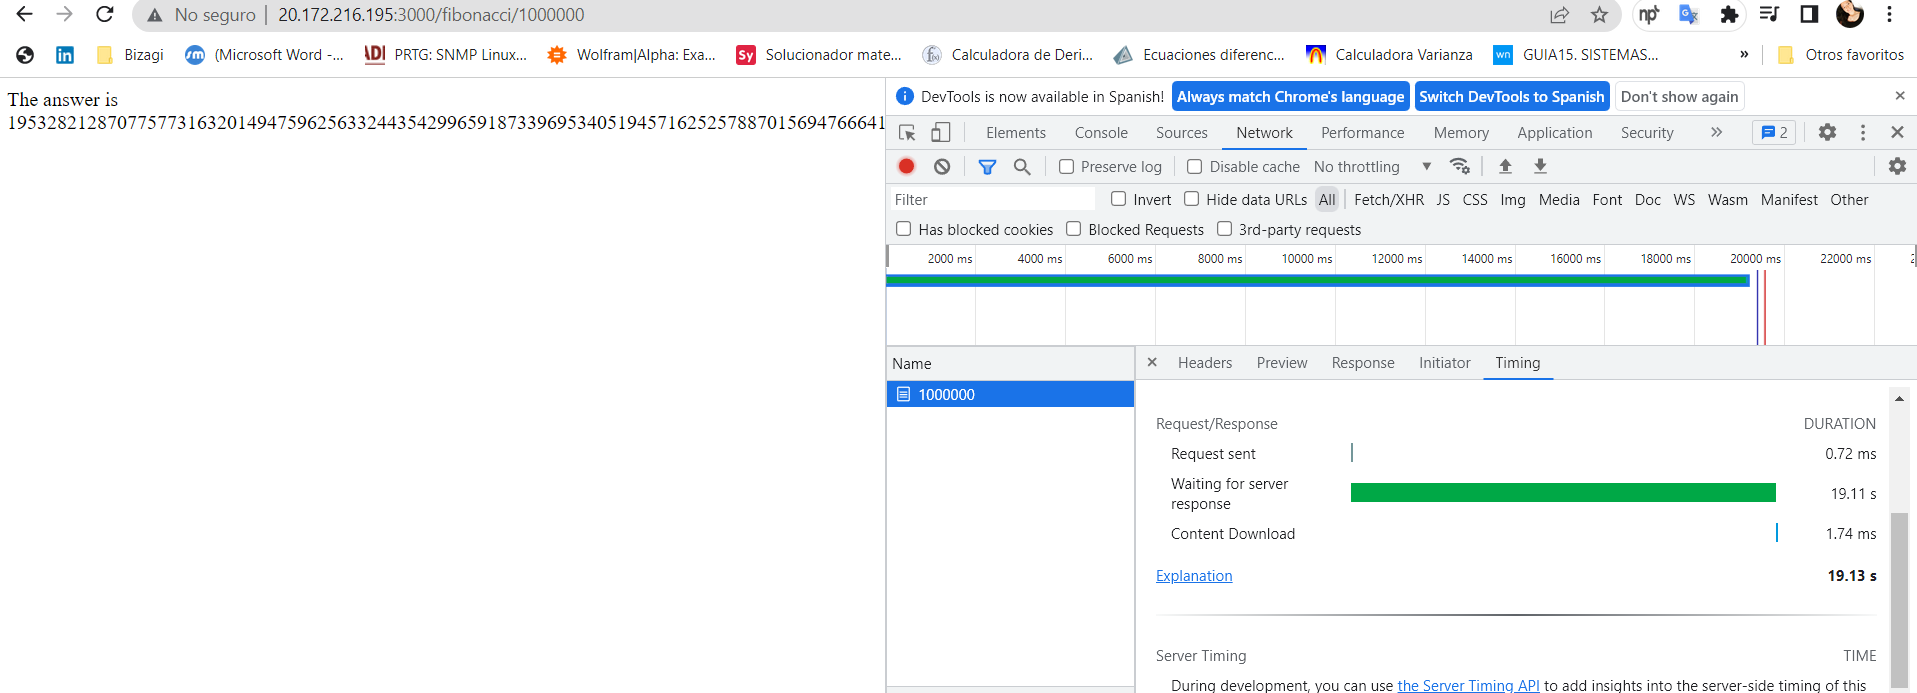 No seguro | 20.172.216.195:3000/fibonacci/1000000
Bizagi (Microsoft Word -... PRTG: SNMP Linux... Wolfram|Alpha: Exa... Sy Solucionador mate... Calculadora de Deri... Ecuaciones diferenc... Calculadora Varianza wn GUIA15. SISTEMAS... » Otros favoritos
The answer is
DevTools is now available in Spanish! Always match Chrome's language Switch DevTools to Spanish Don't show again
195328212870775773163201494759625633244354299659187339695340519457162525788701569476664​1
Elements Console Sources Network Performance Memory Application Security » 2
Preserve log Disable cache No throttling
Filter Invert Hide data URLs All Fetch/XHR JS CSS Img Media Font Doc WS Wasm Manifest Other
Has blocked cookies Blocked Requests 3rd-party requests
2000 ms 4000 ms 6000 ms 8000 ms 10000 ms 12000 ms 14000 ms 16000 ms 18000 ms 20000 ms 22000 ms
Name
Headers Preview Response Initiator Timing
1000000
Request/Response DURATION
Request sent 0.72 ms
Waiting for server response 19.11 s
Content Download 1.74 ms
Explanation 19.13 s
Server Timing TIME
During development, you can use the Server Timing API to add insights into the server-side timing of this